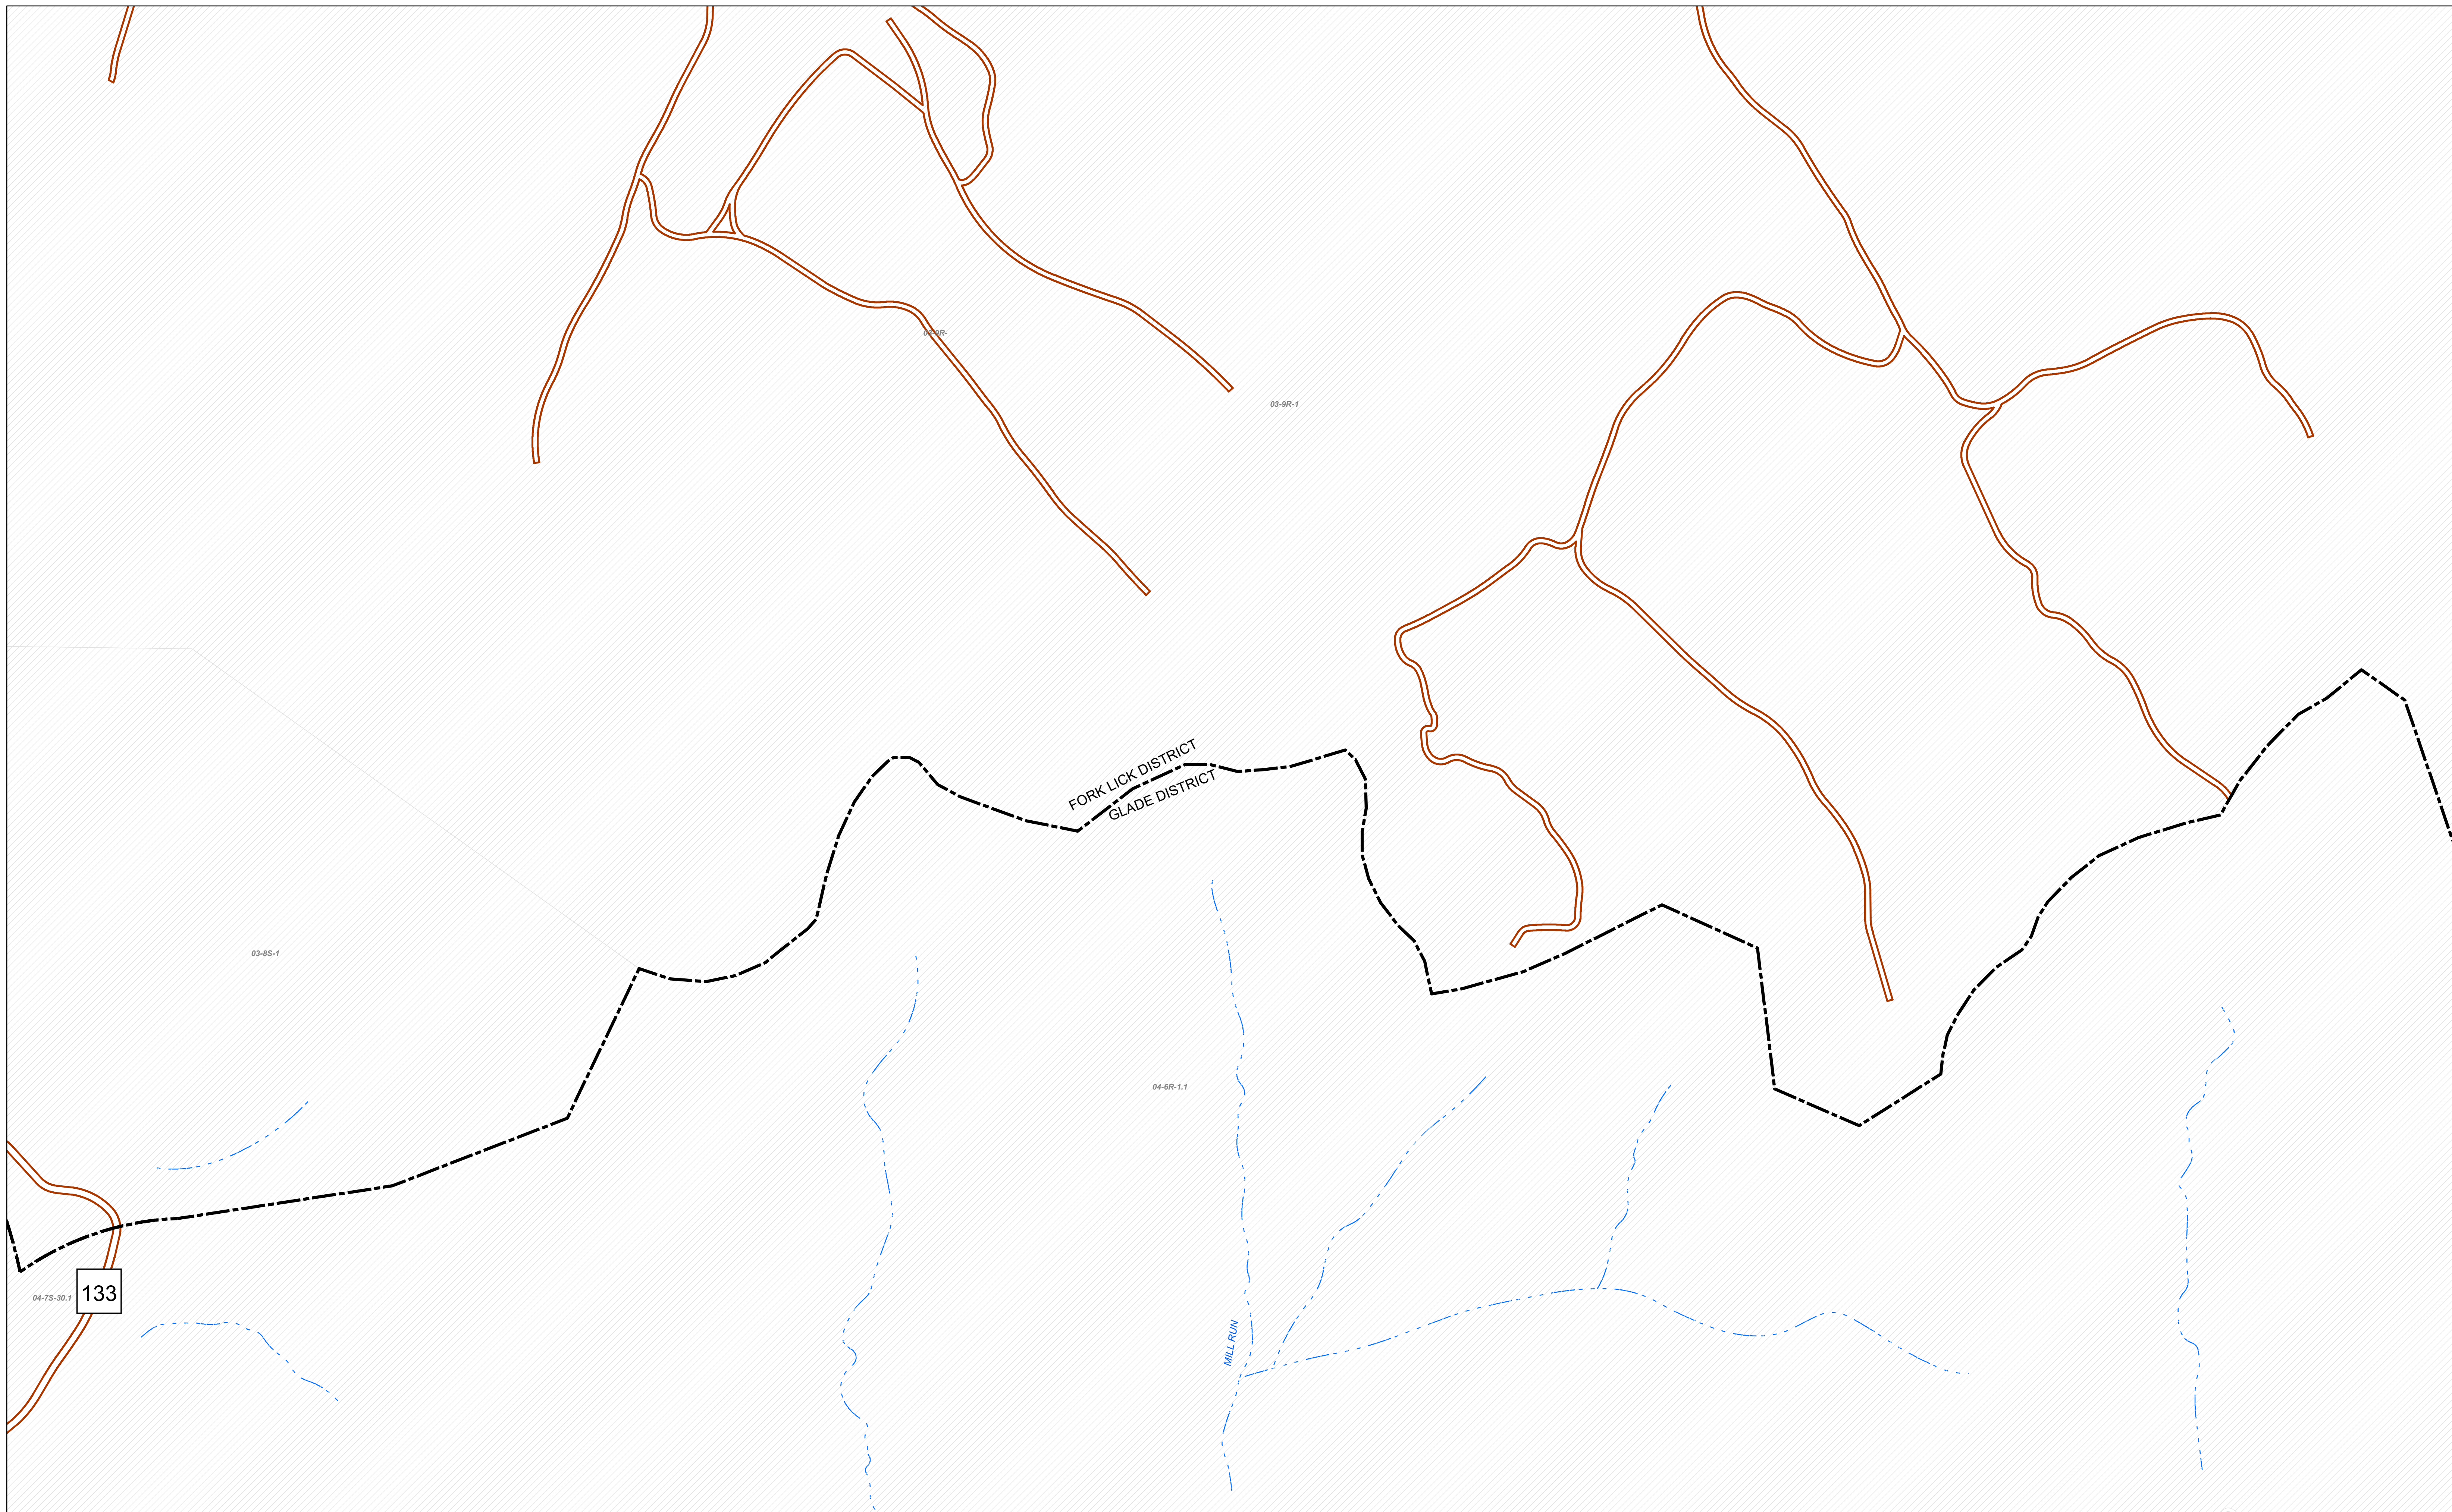 03-9R-1
FORK LICK DISTRICT
GLADE DISTRICT
03-8S-1
04-6R-1.1
133
04-7S-30.1
MILL RUN